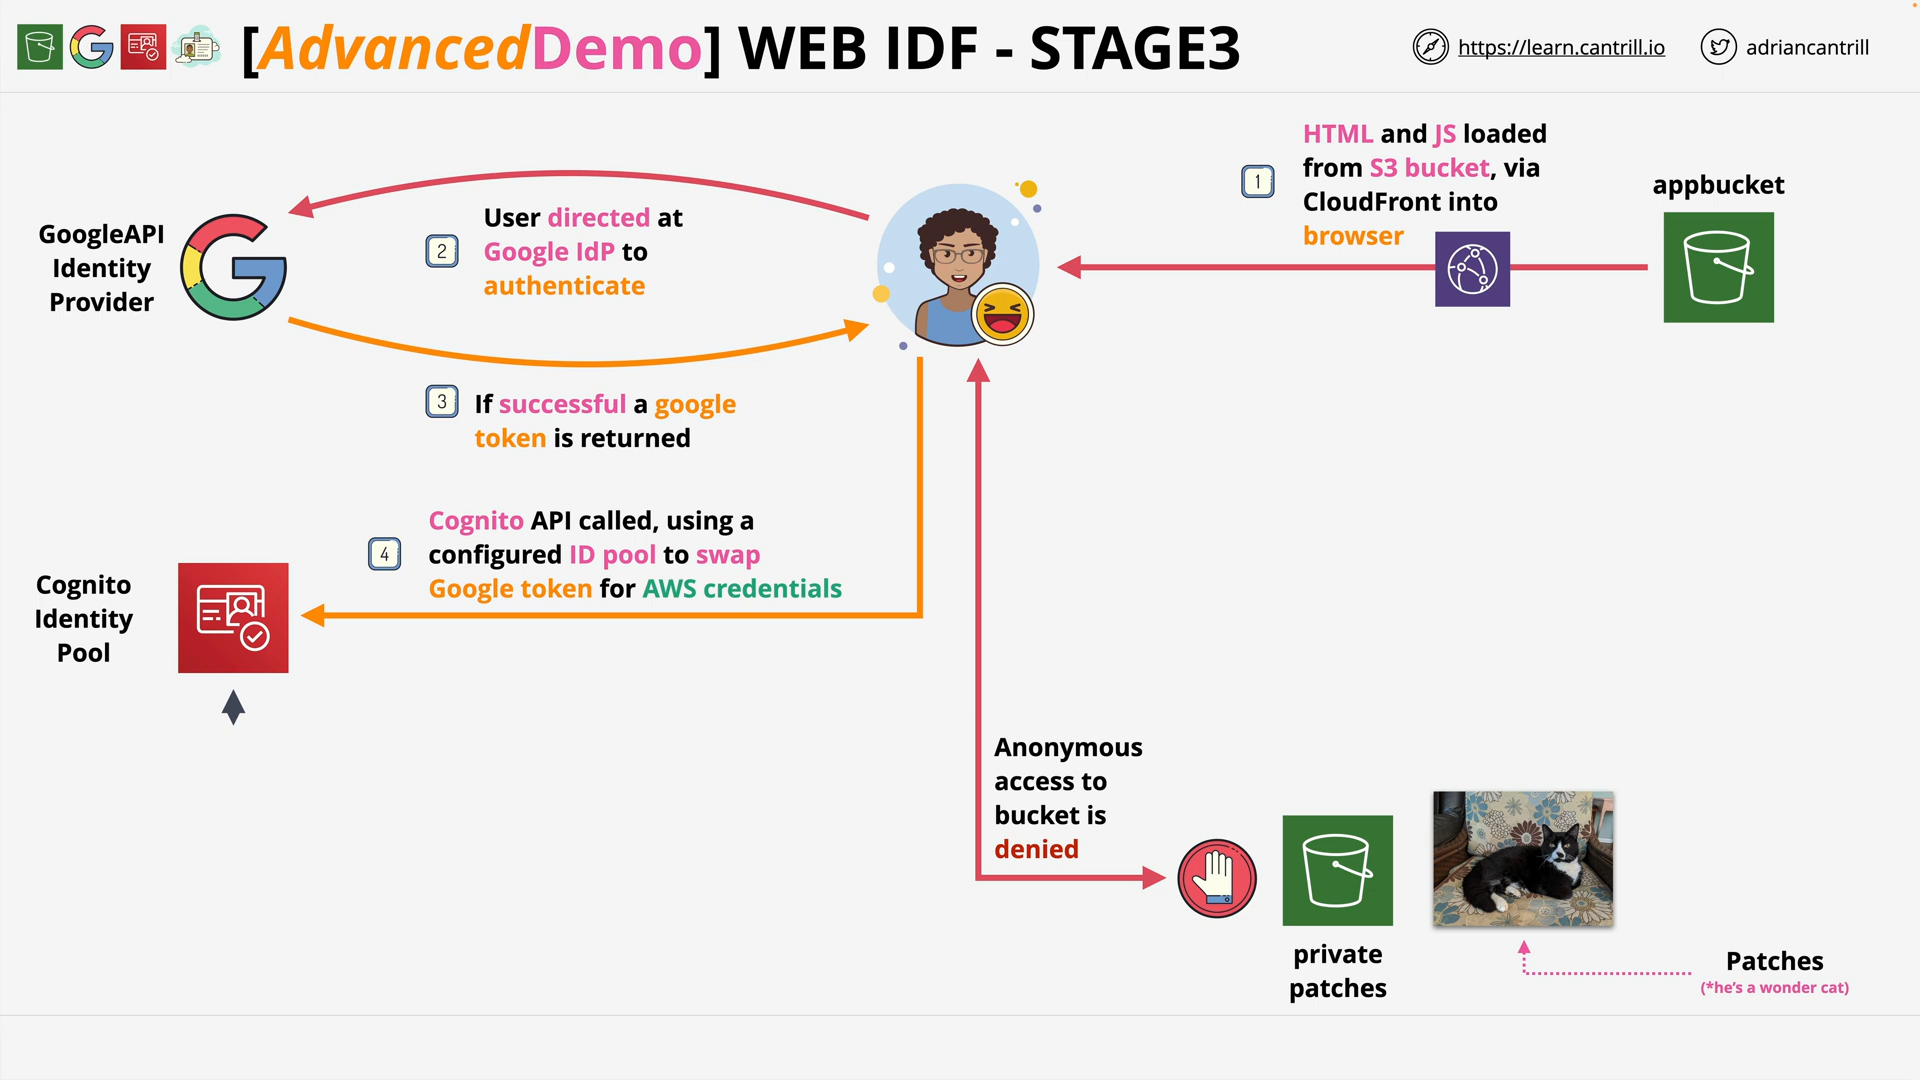 [AdvancedDemo] WEB IDF - STAGE3
https://learn.cantrill.io
adriancantrill
HTML and JS loaded
from S3 bucket, via
CloudFront into
browser
1
appbucket
GoogleAPI
Identity
Provider
2
User directed at
Google IdP to
authenticate
3
If successful a google
token is returned
4
Cognito API called, using a
configured ID pool to swap
Google token for AWS credentials
Cognito
Identity
Pool
Anonymous
access to
bucket is
denied
private
patches
Patches
(*he's a wonder cat)